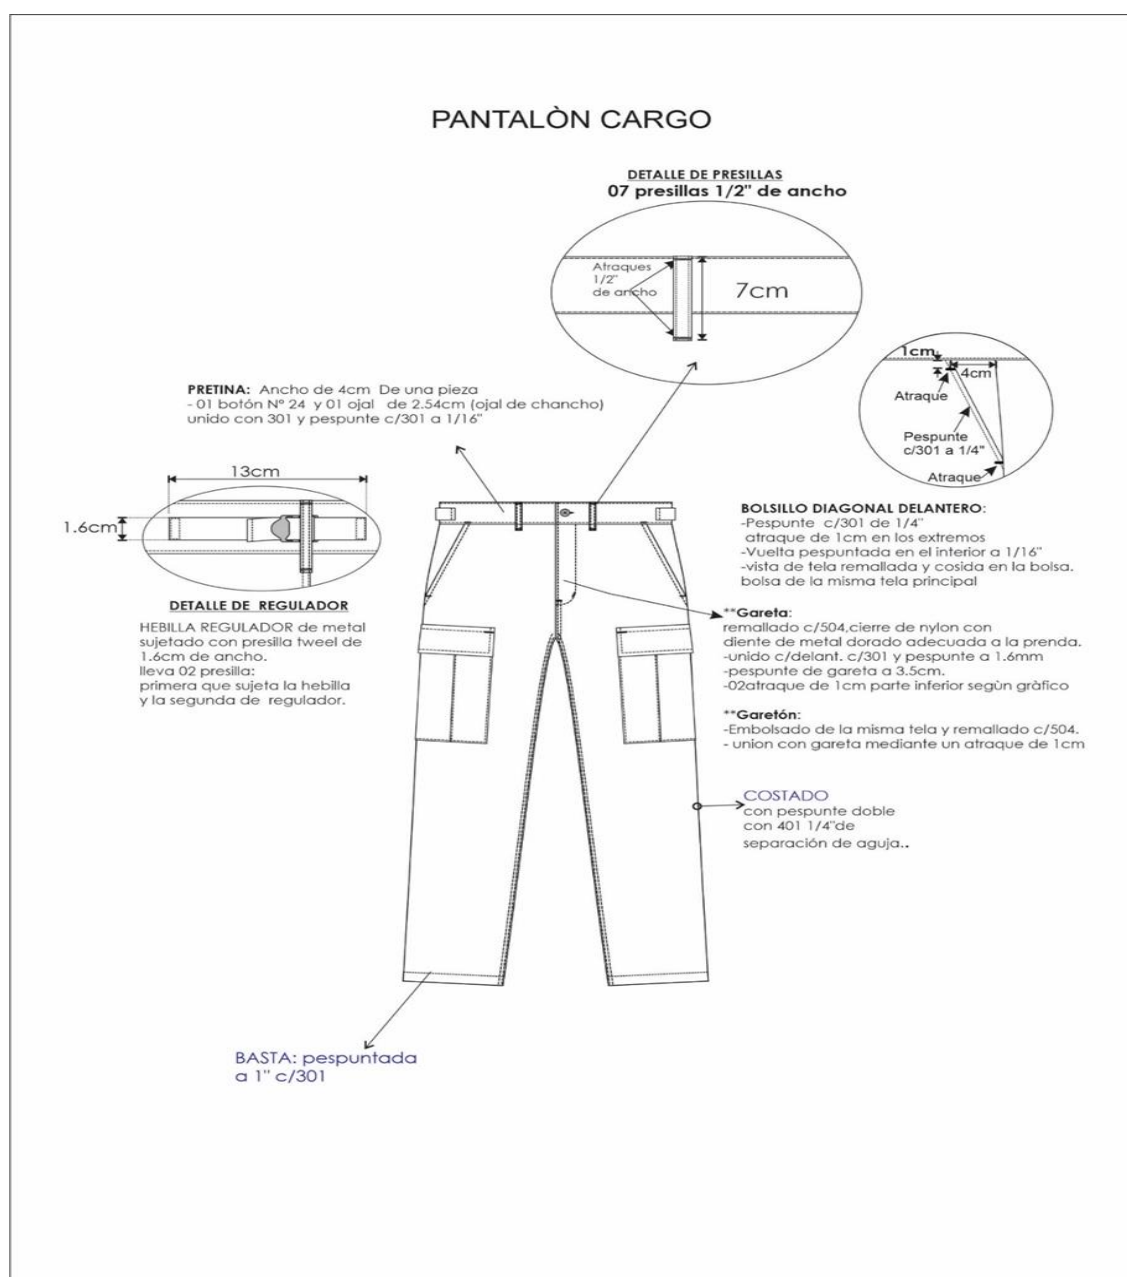 PANTALÒN CARGO
DETALLE DE PRESILLAS
07 presillas 1/2" de ancho
Atraques
1/2"
de ancho
7cm
1cm
4cm
Atraque
Pespunte
c/301 a 1/4"
Atraque
PRETINA: Ancho de 4cm De una pieza
- 01 botón Nº 24 y 01 ojal de 2.54cm (ojal de chancho)
unido con 301 y pespunte c/301 a 1/16"
13cm
1.6cm
DETALLE DE REGULADOR
HEBILLA REGULADOR de metal
sujetado con presilla tweel de
1.6cm de ancho.
lleva 02 presilla:
primera que sujeta la hebilla
y la segunda de regulador.
BOLSILLO DIAGONAL DELANTERO:
-Pespunte c/301 de 1/4"
atraque de 1cm en los extremos
-Vuelta pespuntada en el interior a 1/16"
-vista de tela remallada y cosida en la bolsa.
bolsa de la misma tela principal
**Gareta:
remallado c/504,cierre de nylon con
diente de metal dorado adecuada a la prenda.
-unido c/delant. c/301 y pespunte a 1.6mm
-pespunte de gareta a 3.5cm.
-02atraque de 1cm parte inferior segùn gràfico
**Garetón:
-Embolsado de la misma tela y remallado c/504.
- union con gareta mediante un atraque de 1cm
COSTADO
con pespunte doble
con 401 1/4"de
separación de aguja..
BASTA: pespuntada
a 1" c/301